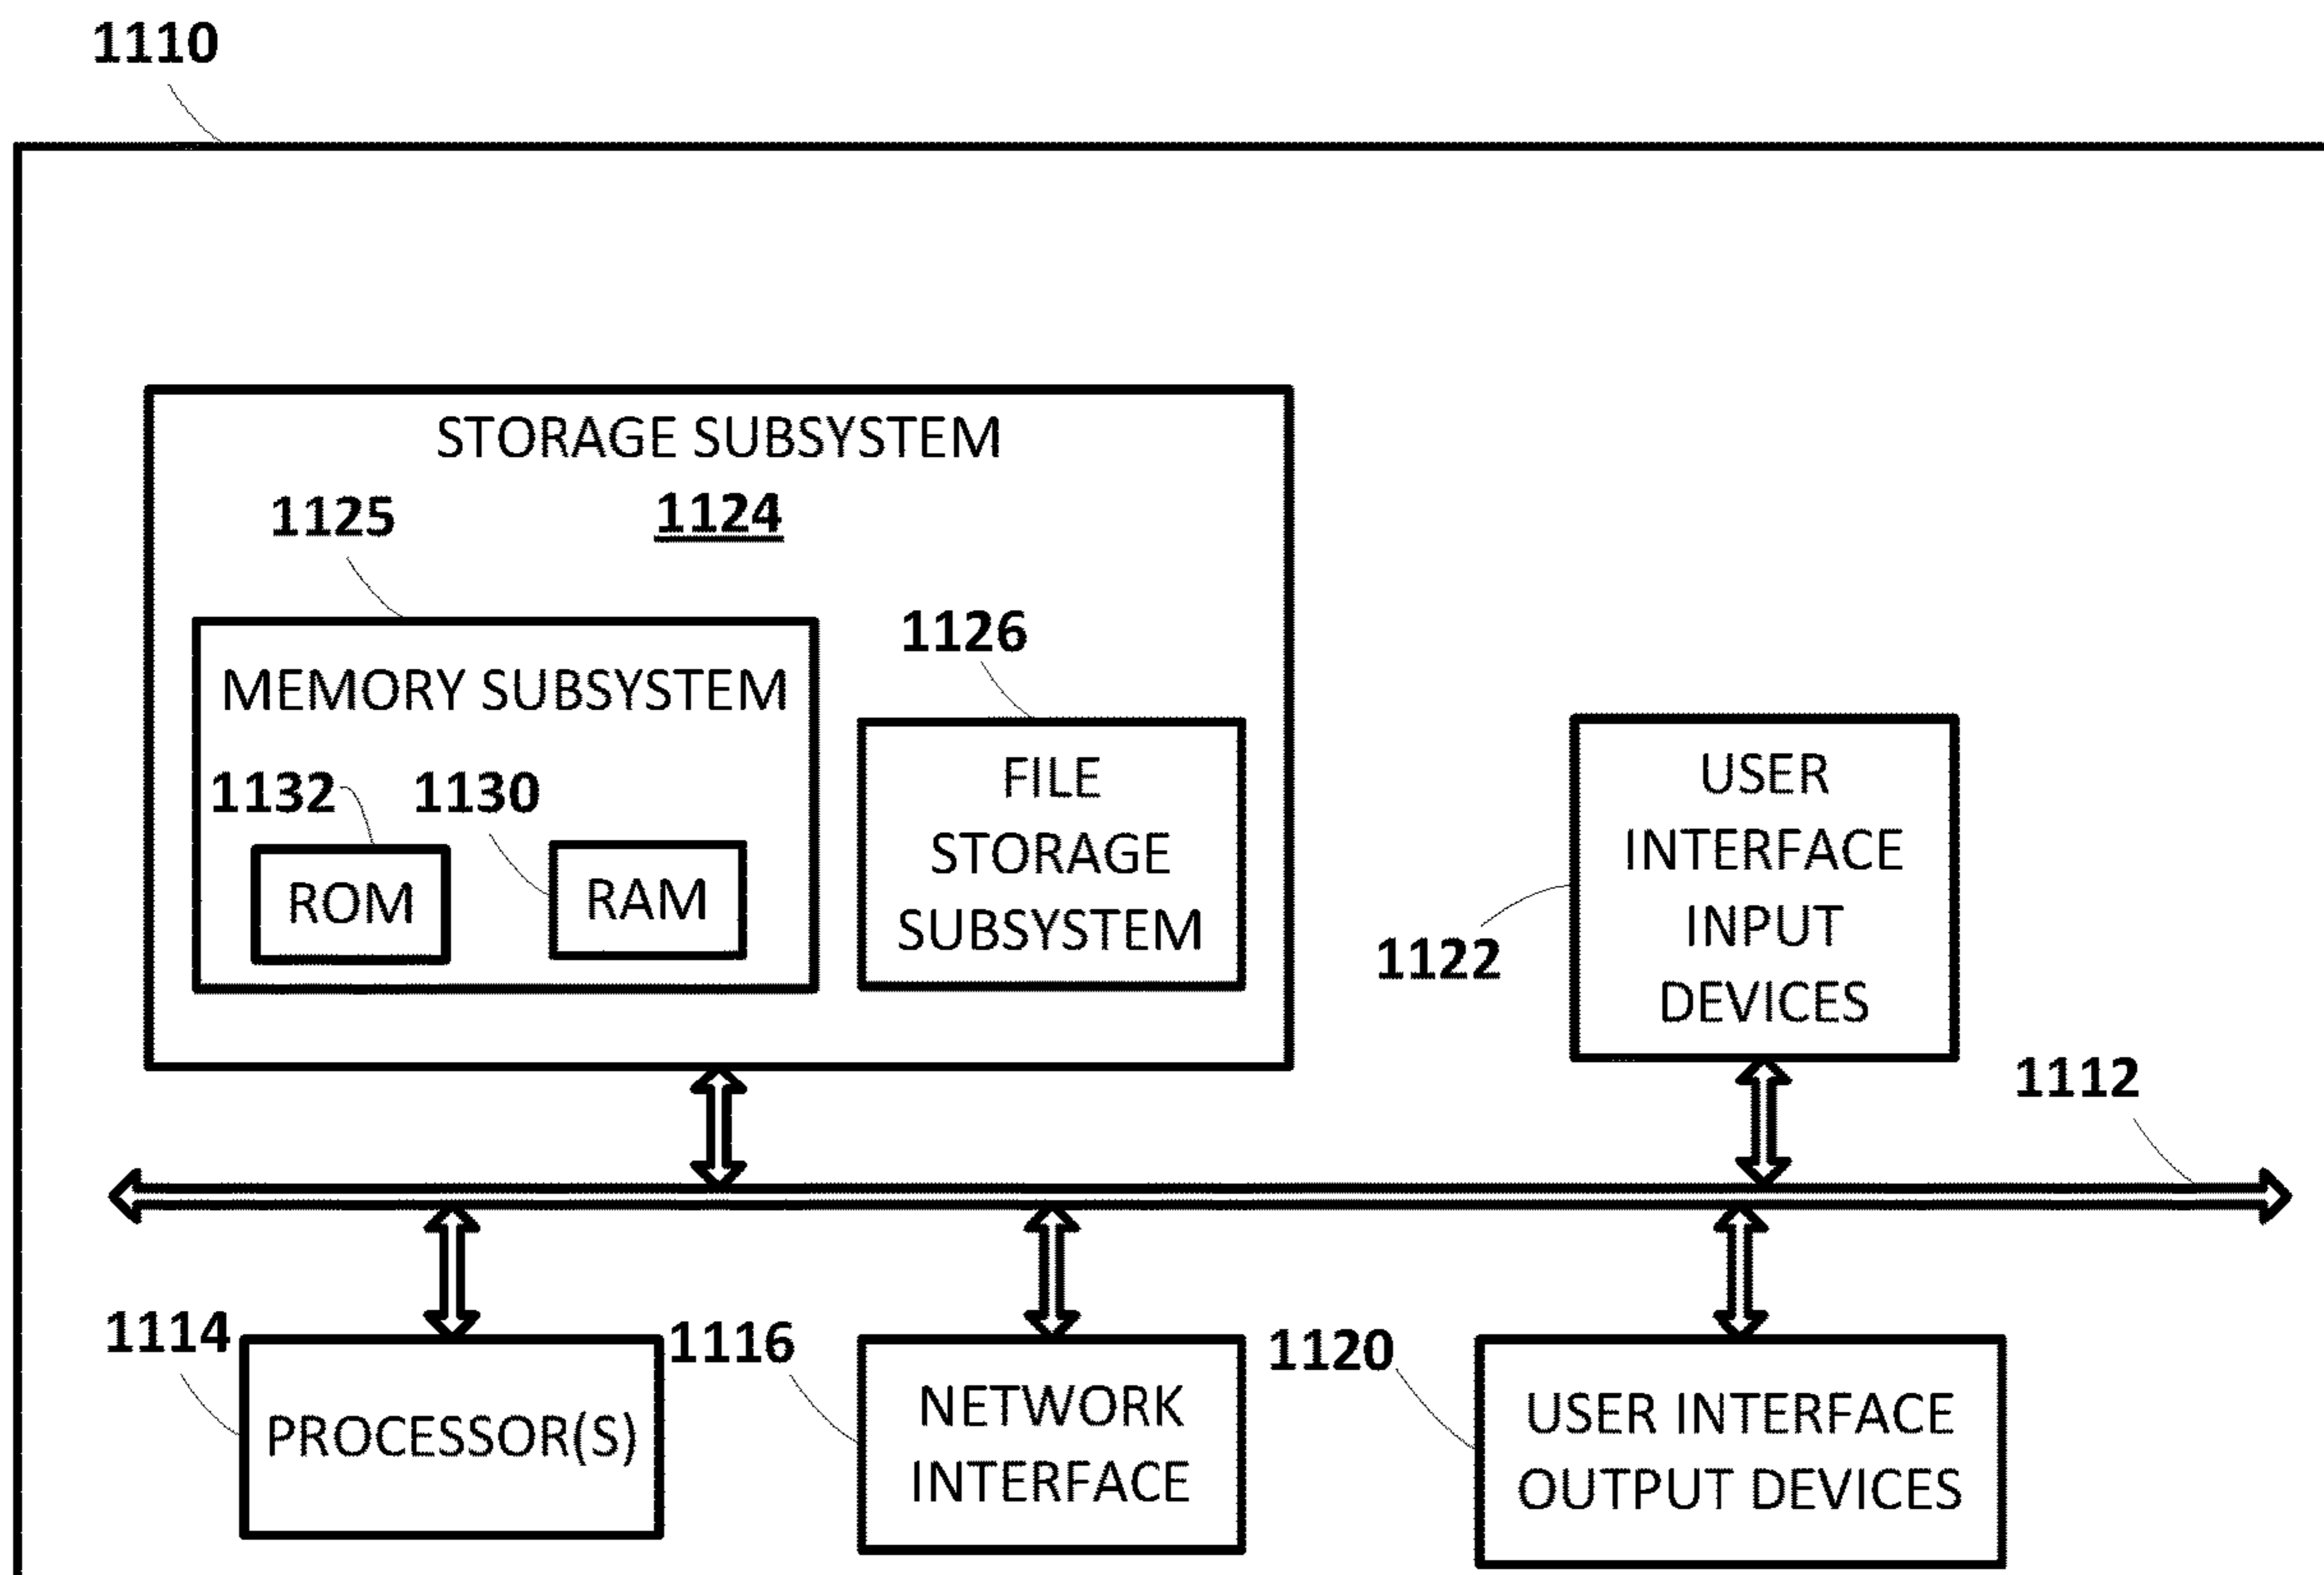 1110
STORAGE SUBSYSTEM
1124
1125
MEMORY SUBSYSTEM
1132
1130
ROM
RAM
1126
FILE
STORAGE
SUBSYSTEM
USER
INTERFACE
INPUT
DEVICES
1122
1112
1114
PROCESSOR(S)
1116
NETWORK
INTERFACE
1120
USER INTERFACE
OUTPUT DEVICES